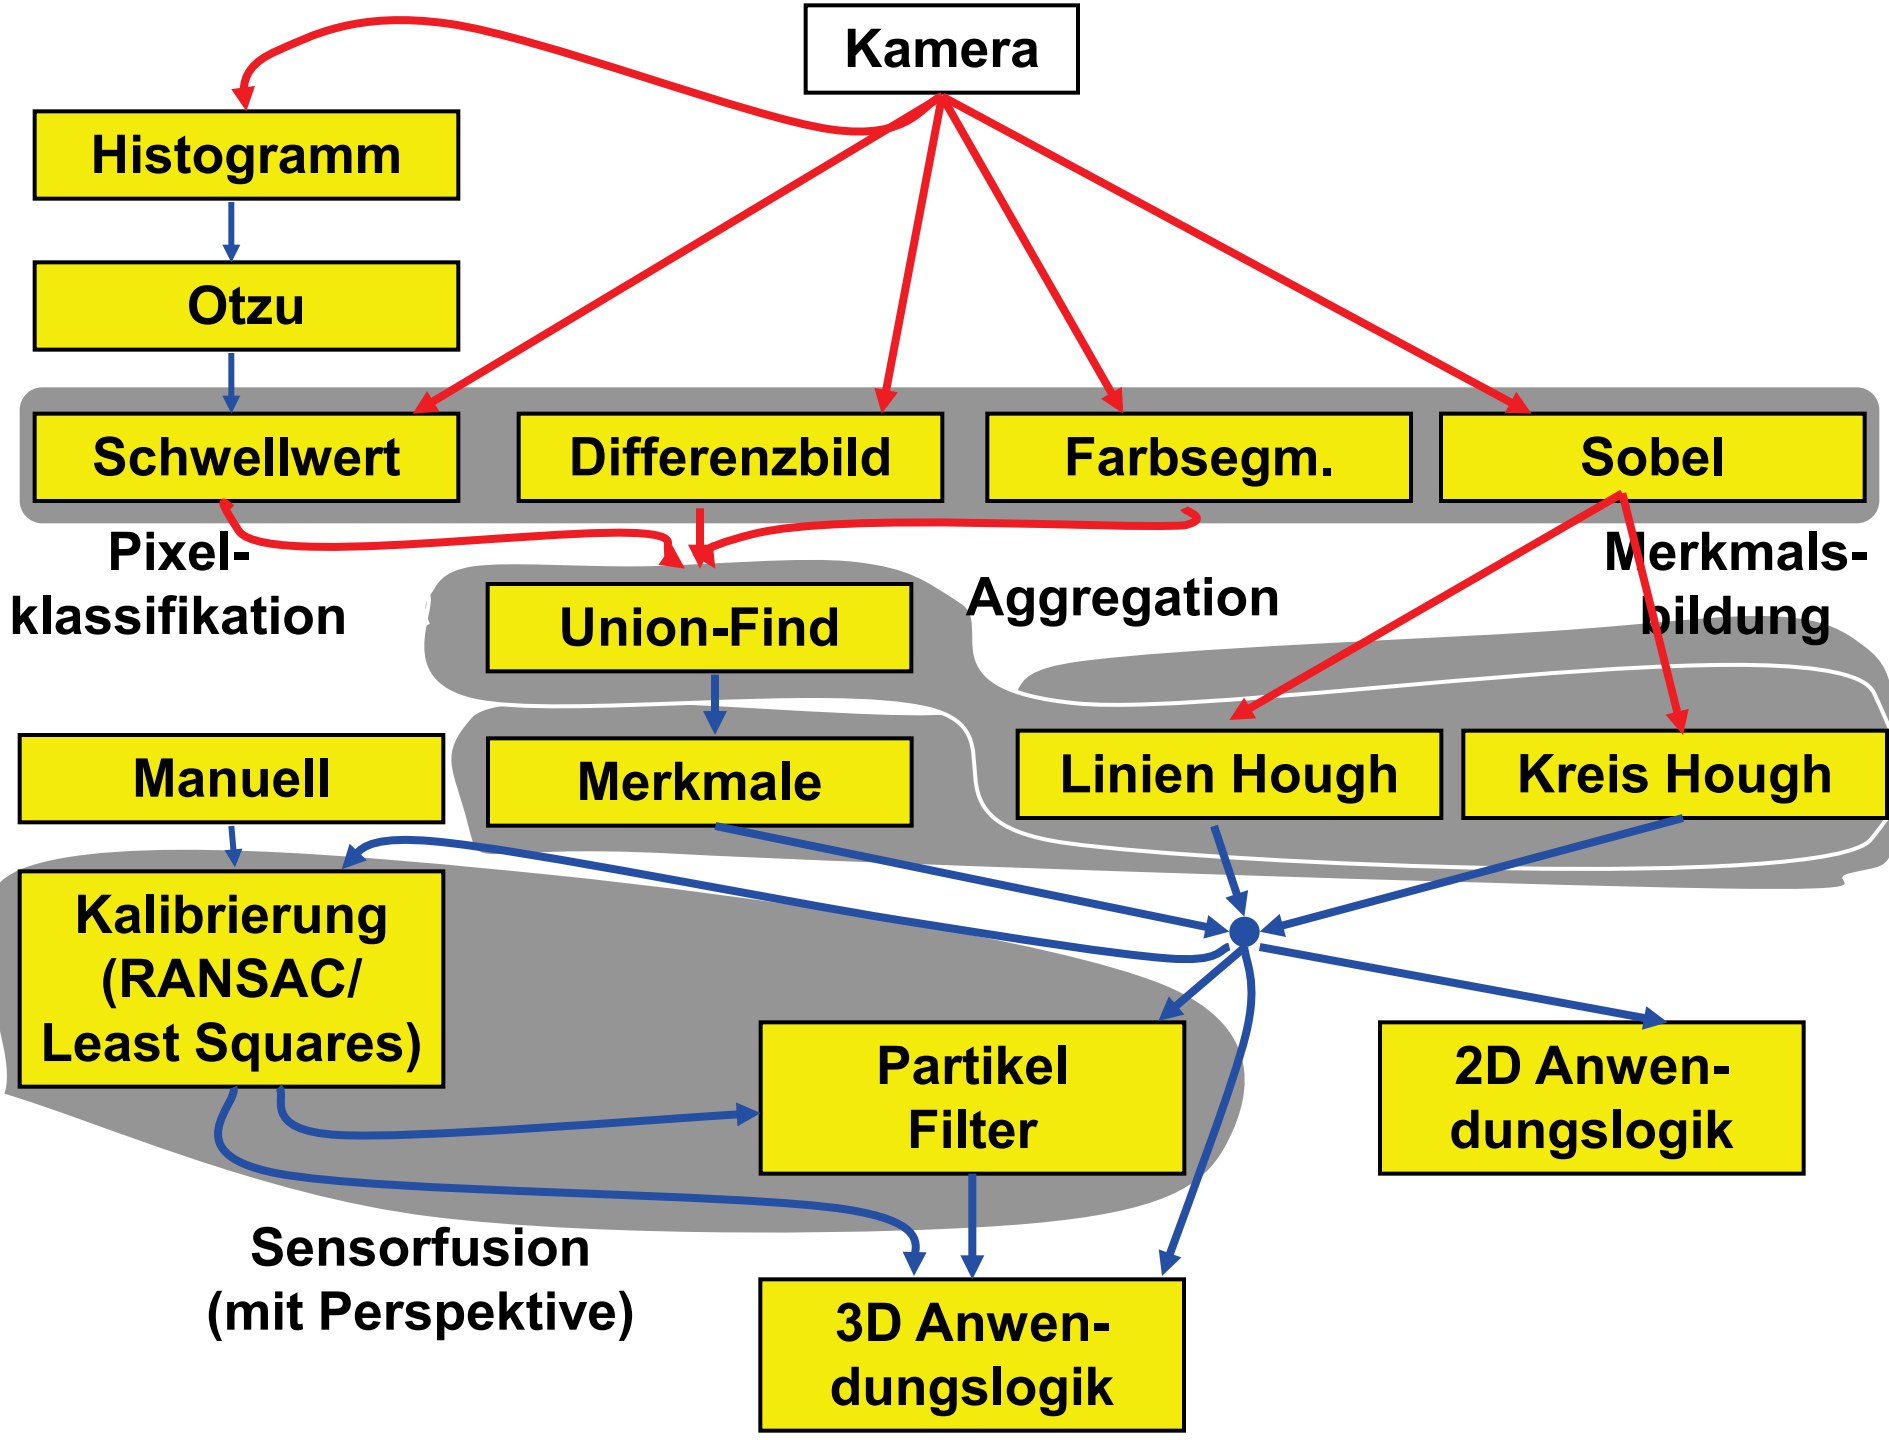 Kamera
Histogramm
Otzu
Schwellwert
Differenzbild
Farbsegm.
Sobel
Pixel-
klassifikation
Union-Find
Aggregation
Merkmals-
bildung
Manuell
Merkmale
Linien Hough
Kreis Hough
Kalibrierung
(RANSAC/
Least Squares)
Partikel
Filter
2D Anwen-
dungslogik
Sensorfusion
(mit Perspektive)
3D Anwen-
dungslogik